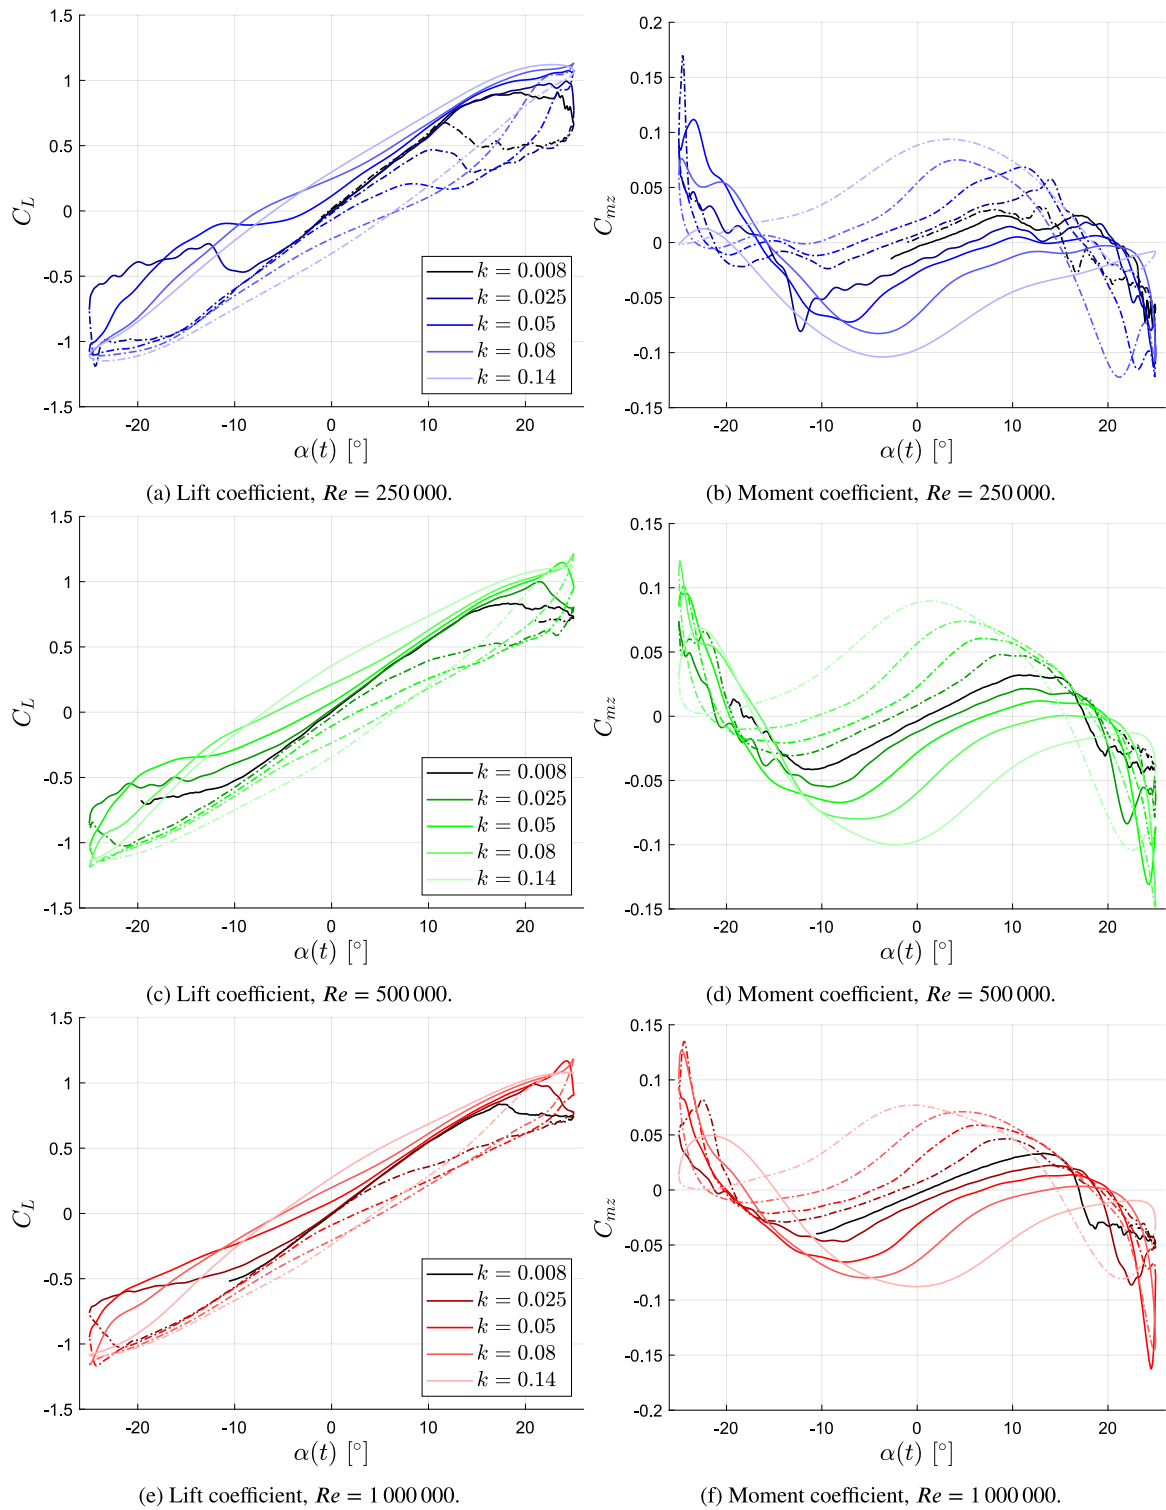 1.5
1
0.5
0
-0.5
-1
-1.5
C_L
-20 -10 0 10 20
α(t) [°]
k = 0.008
k = 0.025
k = 0.05
k = 0.08
k = 0.14
(a) Lift coefficient, Re = 250 000.
0.2
0.15
0.1
0.05
0
-0.05
-0.1
-0.15
C_mz
-20 -10 0 10 20
α(t) [°]
(b) Moment coefficient, Re = 250 000.
1.5
1
0.5
0
-0.5
-1
-1.5
C_L
-20 -10 0 10 20
α(t) [°]
k = 0.008
k = 0.025
k = 0.05
k = 0.08
k = 0.14
(c) Lift coefficient, Re = 500 000.
0.15
0.1
0.05
0
-0.05
-0.1
-0.15
C_mz
-20 -10 0 10 20
α(t) [°]
(d) Moment coefficient, Re = 500 000.
1.5
1
0.5
0
-0.5
-1
-1.5
C_L
-20 -10 0 10 20
α(t) [°]
k = 0.008
k = 0.025
k = 0.05
k = 0.08
k = 0.14
(e) Lift coefficient, Re = 1 000 000.
0.15
0.1
0.05
0
-0.05
-0.1
-0.15
-0.2
C_mz
-20 -10 0 10 20
α(t) [°]
(f) Moment coefficient, Re = 1 000 000.